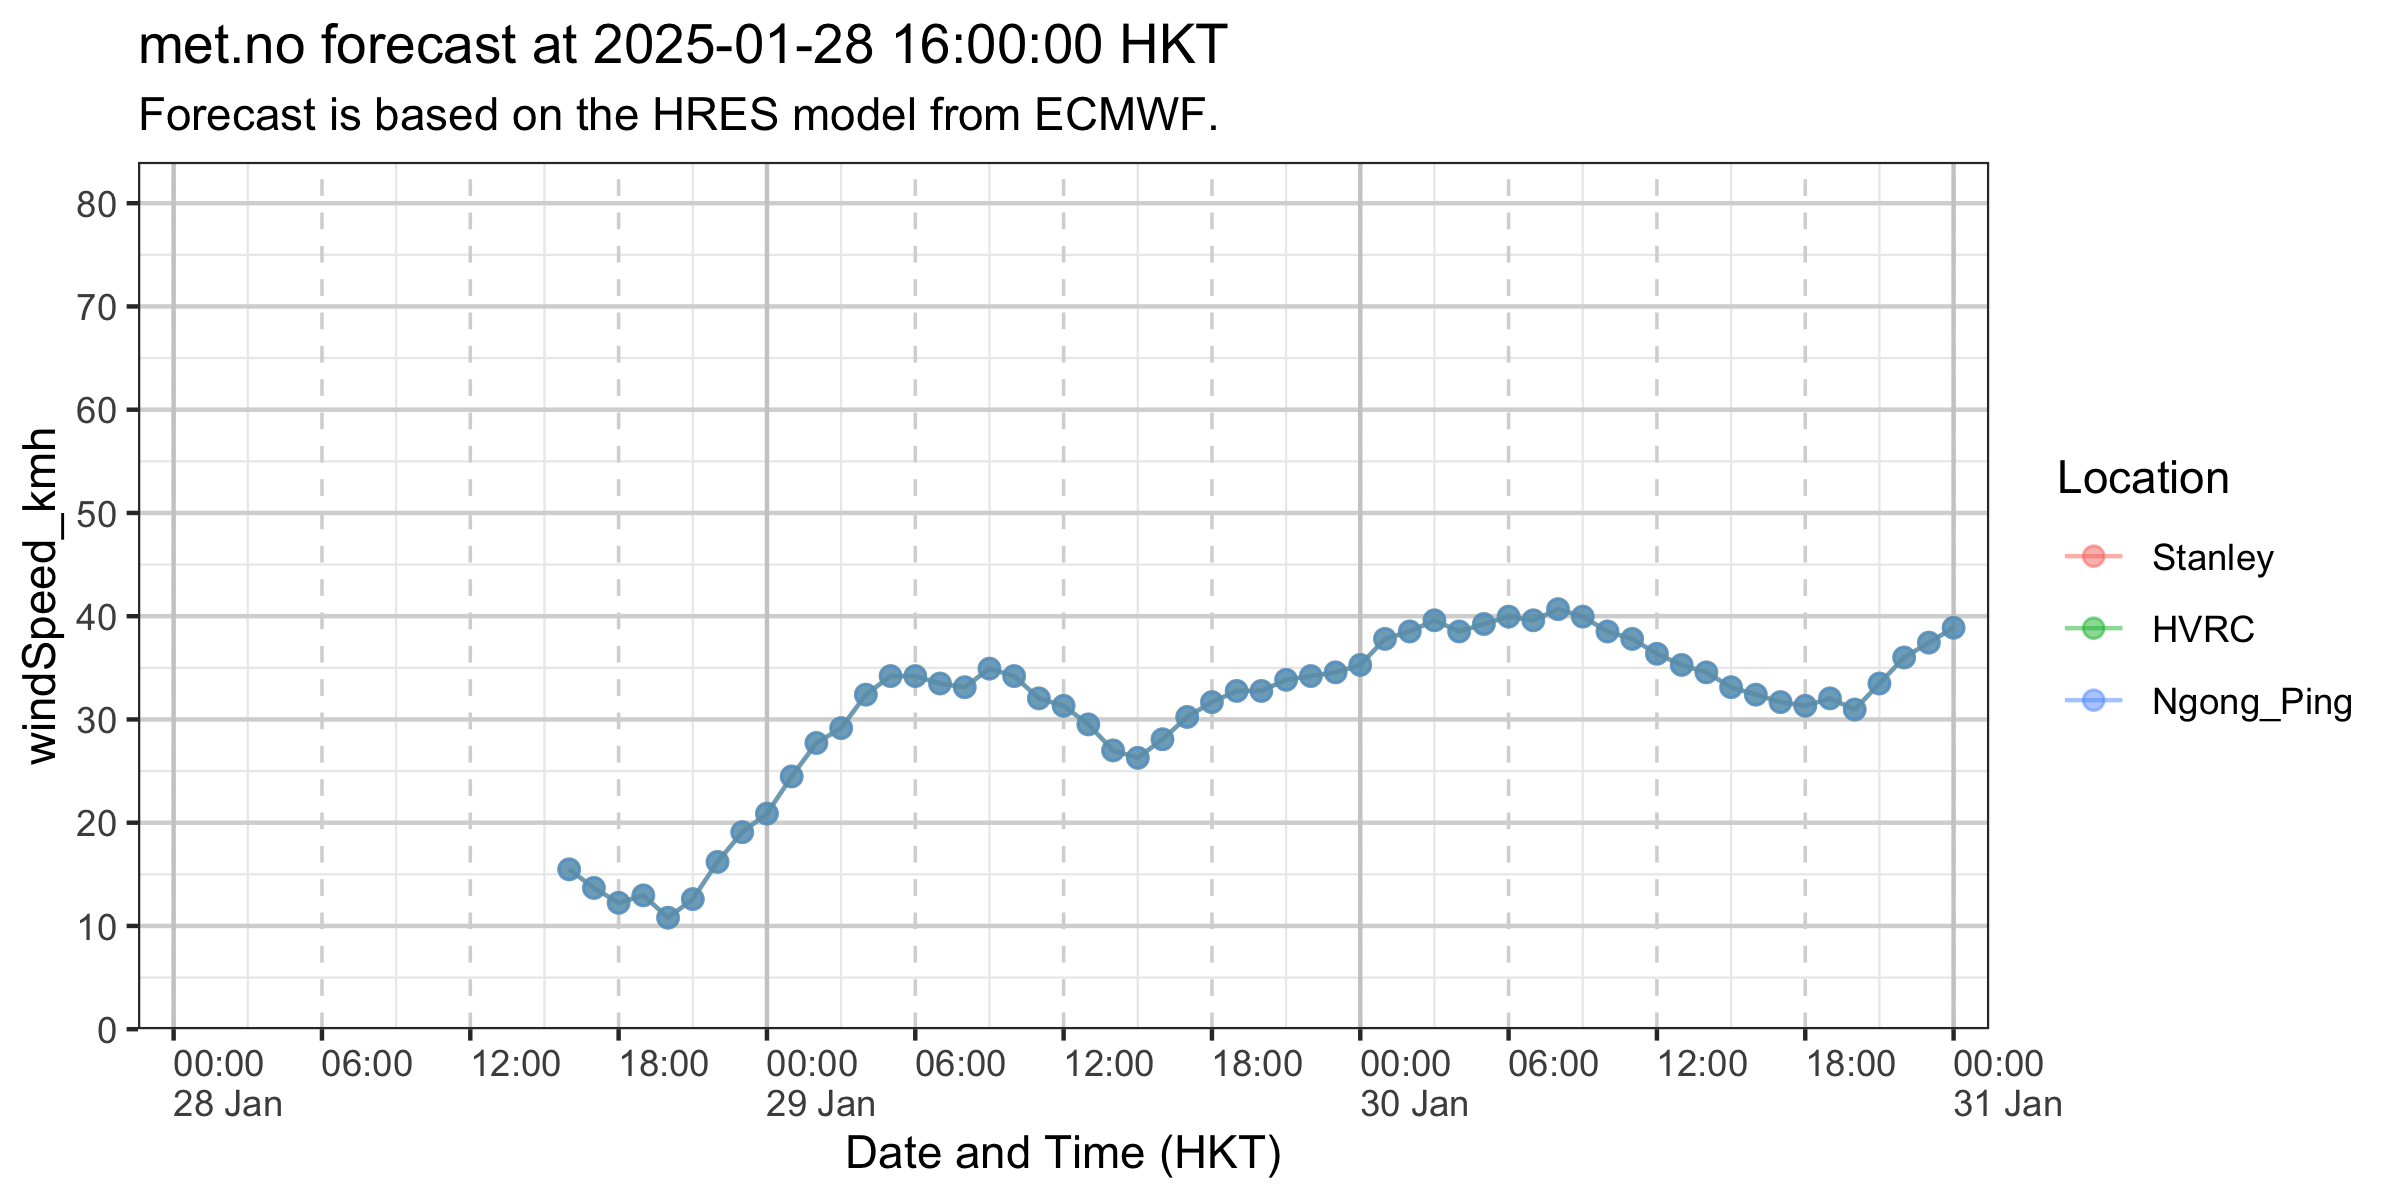 met.no forecast at 2025-01-28 16:00:00 HKT
Forecast is based on the HRES model from ECMWF.
windSpeed_kmh
80
70
60
50
40
30
20
10
0
00:00 06:00 12:00 18:00 00:00 06:00 12:00 18:00 00:00 06:00 12:00 18:00 00:00
28 Jan 29 Jan 30 Jan 31 Jan
Date and Time (HKT)
Location
Stanley
HVRC
Ngong_Ping